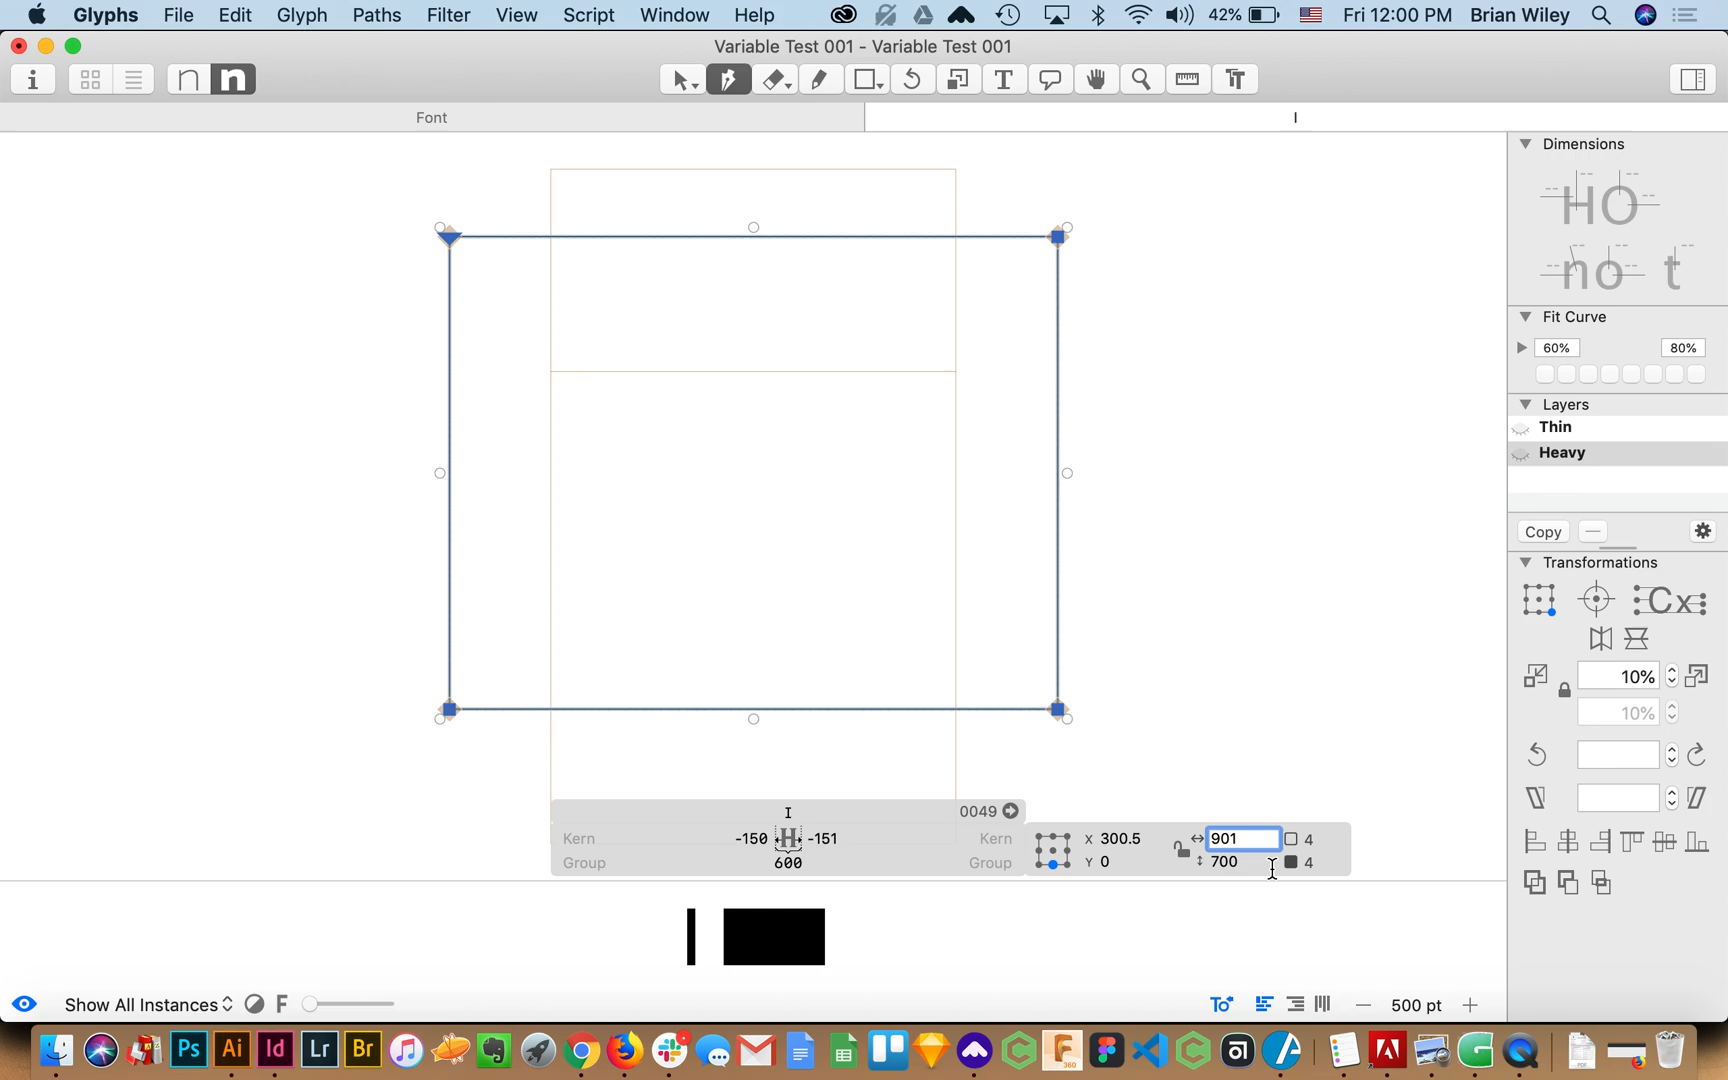 Glyphs File Edit Glyph Paths Filter View Script Window Help 42% Fri 12:00 PM Brian Wiley
Variable Test 001 - Variable Test 001
i n n T T
Font I
Dimensions
HO
no t
Fit Curve
60% 80%
Layers
Thin
Heavy
Copy
Transformations
Cx
10%
10%
I 0049
Kern -150 H -151 Kern
Group 600 Group
X 300.5 901 4
Y 0 700 4
Show All Instances F 500 pt
Ps Ai Id Lr Br